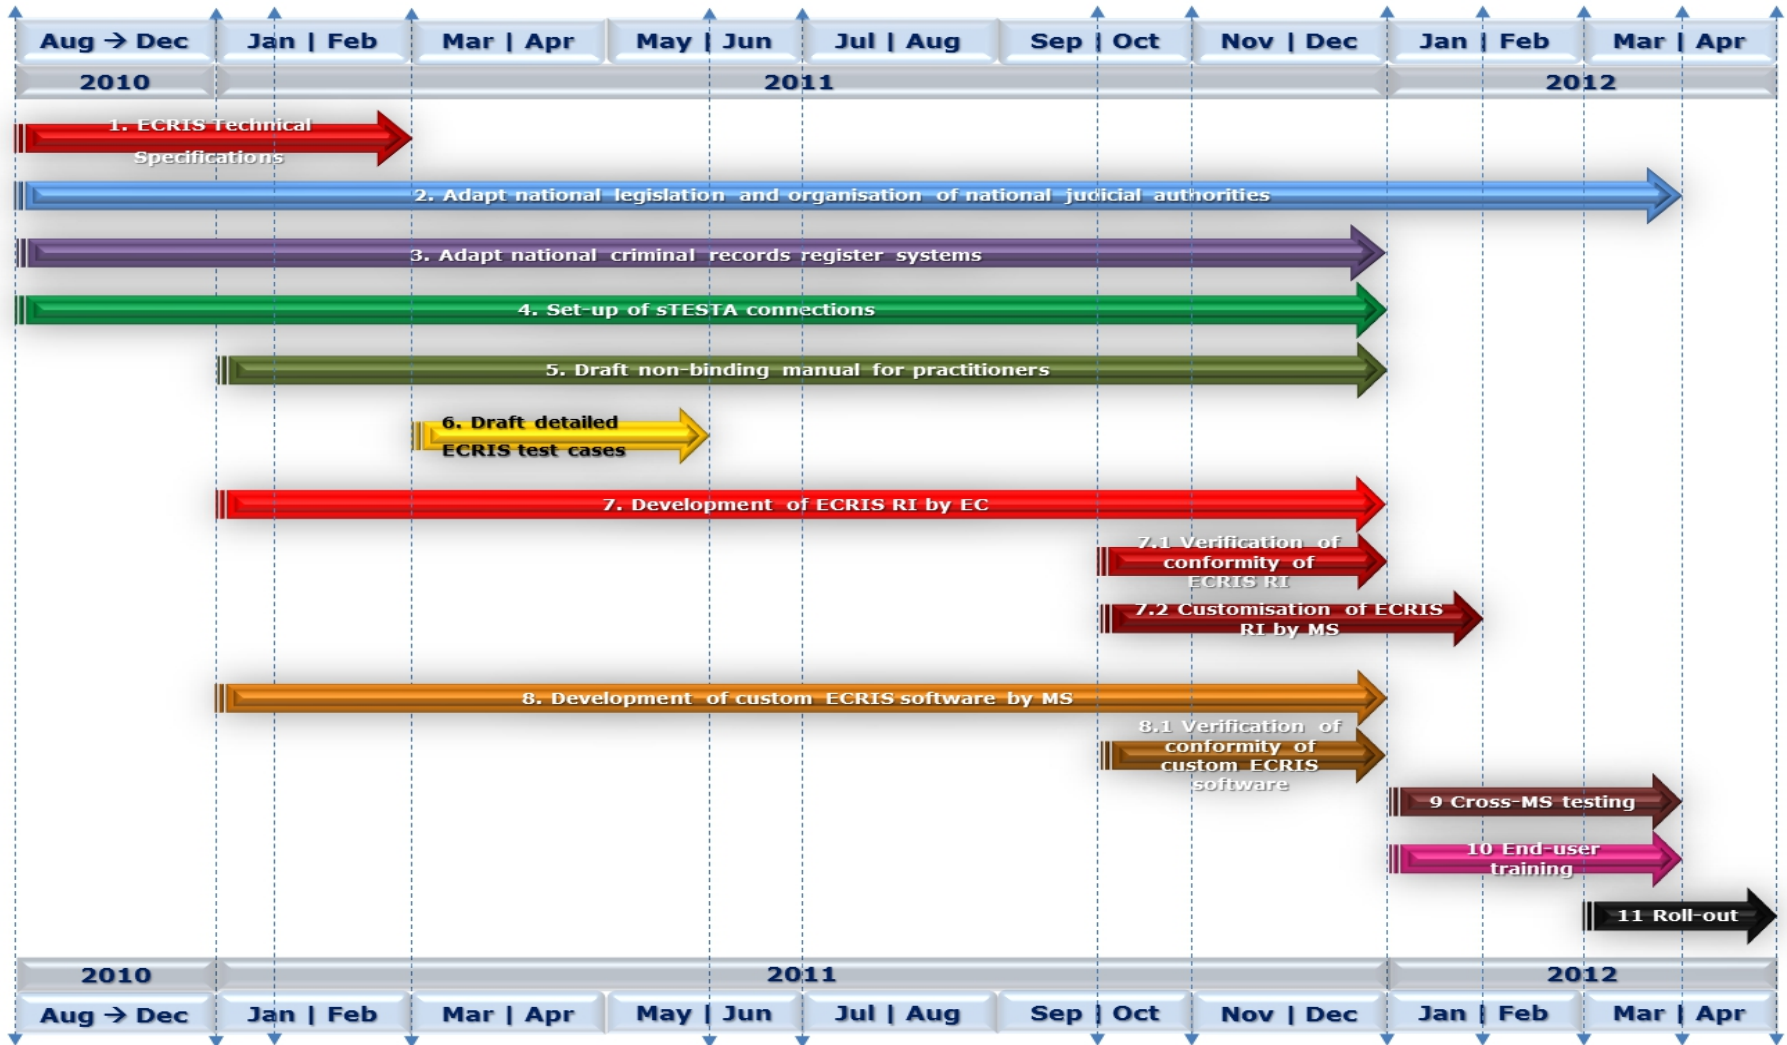 Aug → Dec Jan | Feb Mar | Apr May | Jun Jul | Aug Sep | Oct Nov | Dec Jan | Feb Mar | Apr
2010 2011 2012
1. ECRIS Technical
Specifications
2. Adapt national legislation and organisation of national judicial authorities
3. Adapt national criminal records register systems
4. Set-up of sTESTA connections
5. Draft non-binding manual for practitioners
6. Draft detailed
ECRIS test cases
7. Development of ECRIS RI by EC
7.1 Verification of
conformity of
ECRIS RI
7.2 Customisation of ECRIS
RI by MS
8. Development of custom ECRIS software by MS
8.1 Verification of
conformity of
custom ECRIS
software
9 Cross-MS testing
10 End-user
training
11 Roll-out
2010 2011 2012
Aug → Dec Jan | Feb Mar | Apr May | Jun Jul | Aug Sep | Oct Nov | Dec Jan | Feb Mar | Apr